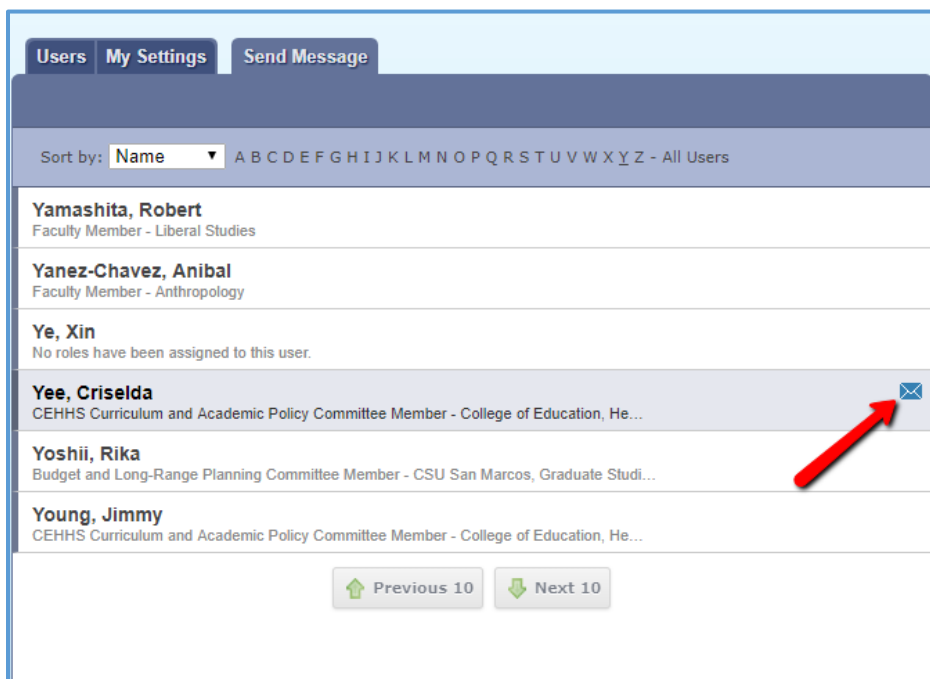 Users My Settings Send Message
Sort by: Name A B C D E F G H I J K L M N O P Q R S T U V W X Y Z - All Users
Yamashita, Robert
Faculty Member - Liberal Studies
Yanez-Chavez, Anibal
Faculty Member - Anthropology
Ye, Xin
No roles have been assigned to this user.
Yee, Criselda
CEHHS Curriculum and Academic Policy Committee Member - College of Education, He...
Yoshii, Rika
Budget and Long-Range Planning Committee Member - CSU San Marcos, Graduate Studi...
Young, Jimmy
CEHHS Curriculum and Academic Policy Committee Member - College of Education, He...
Previous 10 Next 10